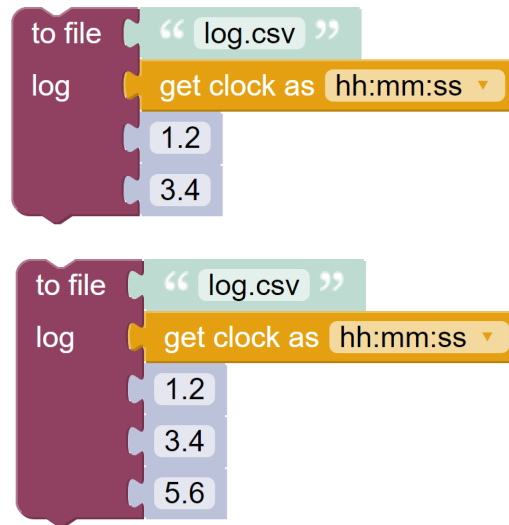 to file “ log.csv ”
log get clock as hh:mm:ss
1.2
3.4
to file “ log.csv ”
log get clock as hh:mm:ss
1.2
3.4
5.6